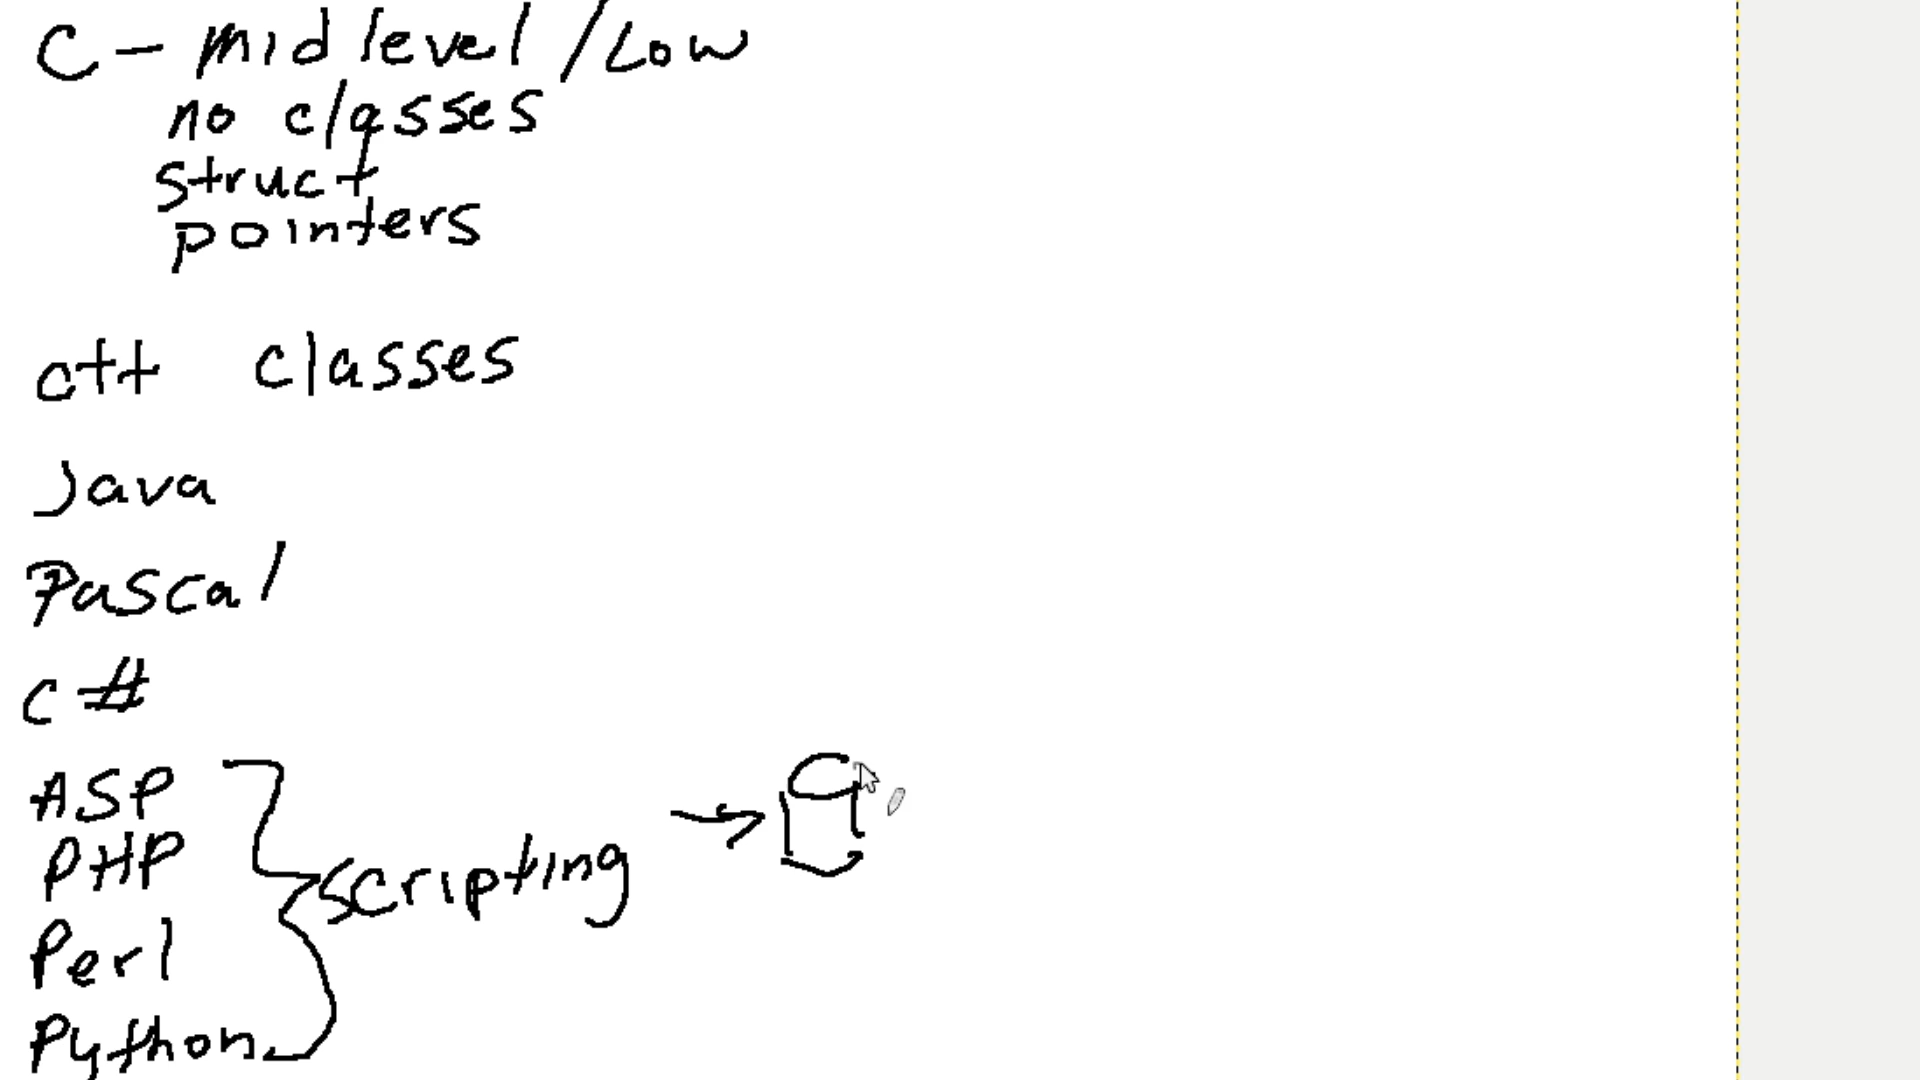 C - mid level / Low
no classes
struct
pointers
C++ classes
Java
Pascal
C#
ASP
PHP
scripting
Perl
Python